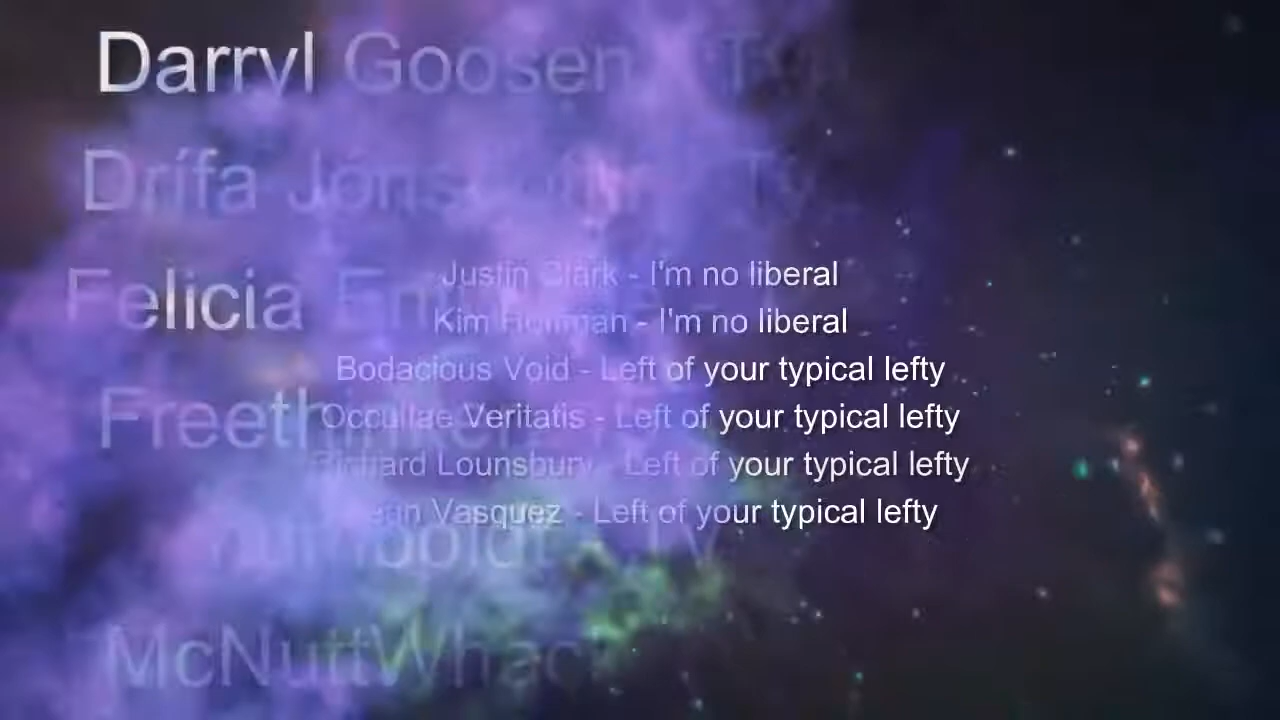 Darryl Goosen
Drífa
Felicia
Justin Clark - I'm no liberal
Kim Hoffman - I'm no liberal
Bodacious Void - Left of your typical lefty
Occultae Veritatis - Left of your typical lefty
Richard Lounsbury - Left of your typical lefty
Vasquez - Left of your typical lefty
McNuttWhack